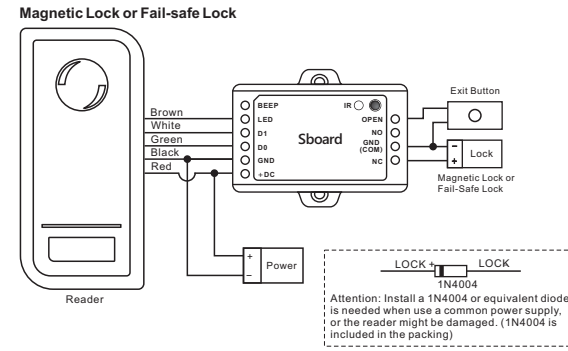 Magnetic Lock or Fail-safe Lock
Brown
White
Green
Black
Red
BEEP
LED
D1
D0
GND
+DC
Sboard
IR
OPEN
NO
GND
(COM)
NC
Exit Button
−
+
Lock
Magnetic Lock or
Fail-Safe Lock
+
−
Power
Reader
LOCK + LOCK
1N4004
Attention: Install a 1N4004 or equivalent diode
is needed when use a common power supply,
or the reader might be damaged. (1N4004 is
included in the packing)